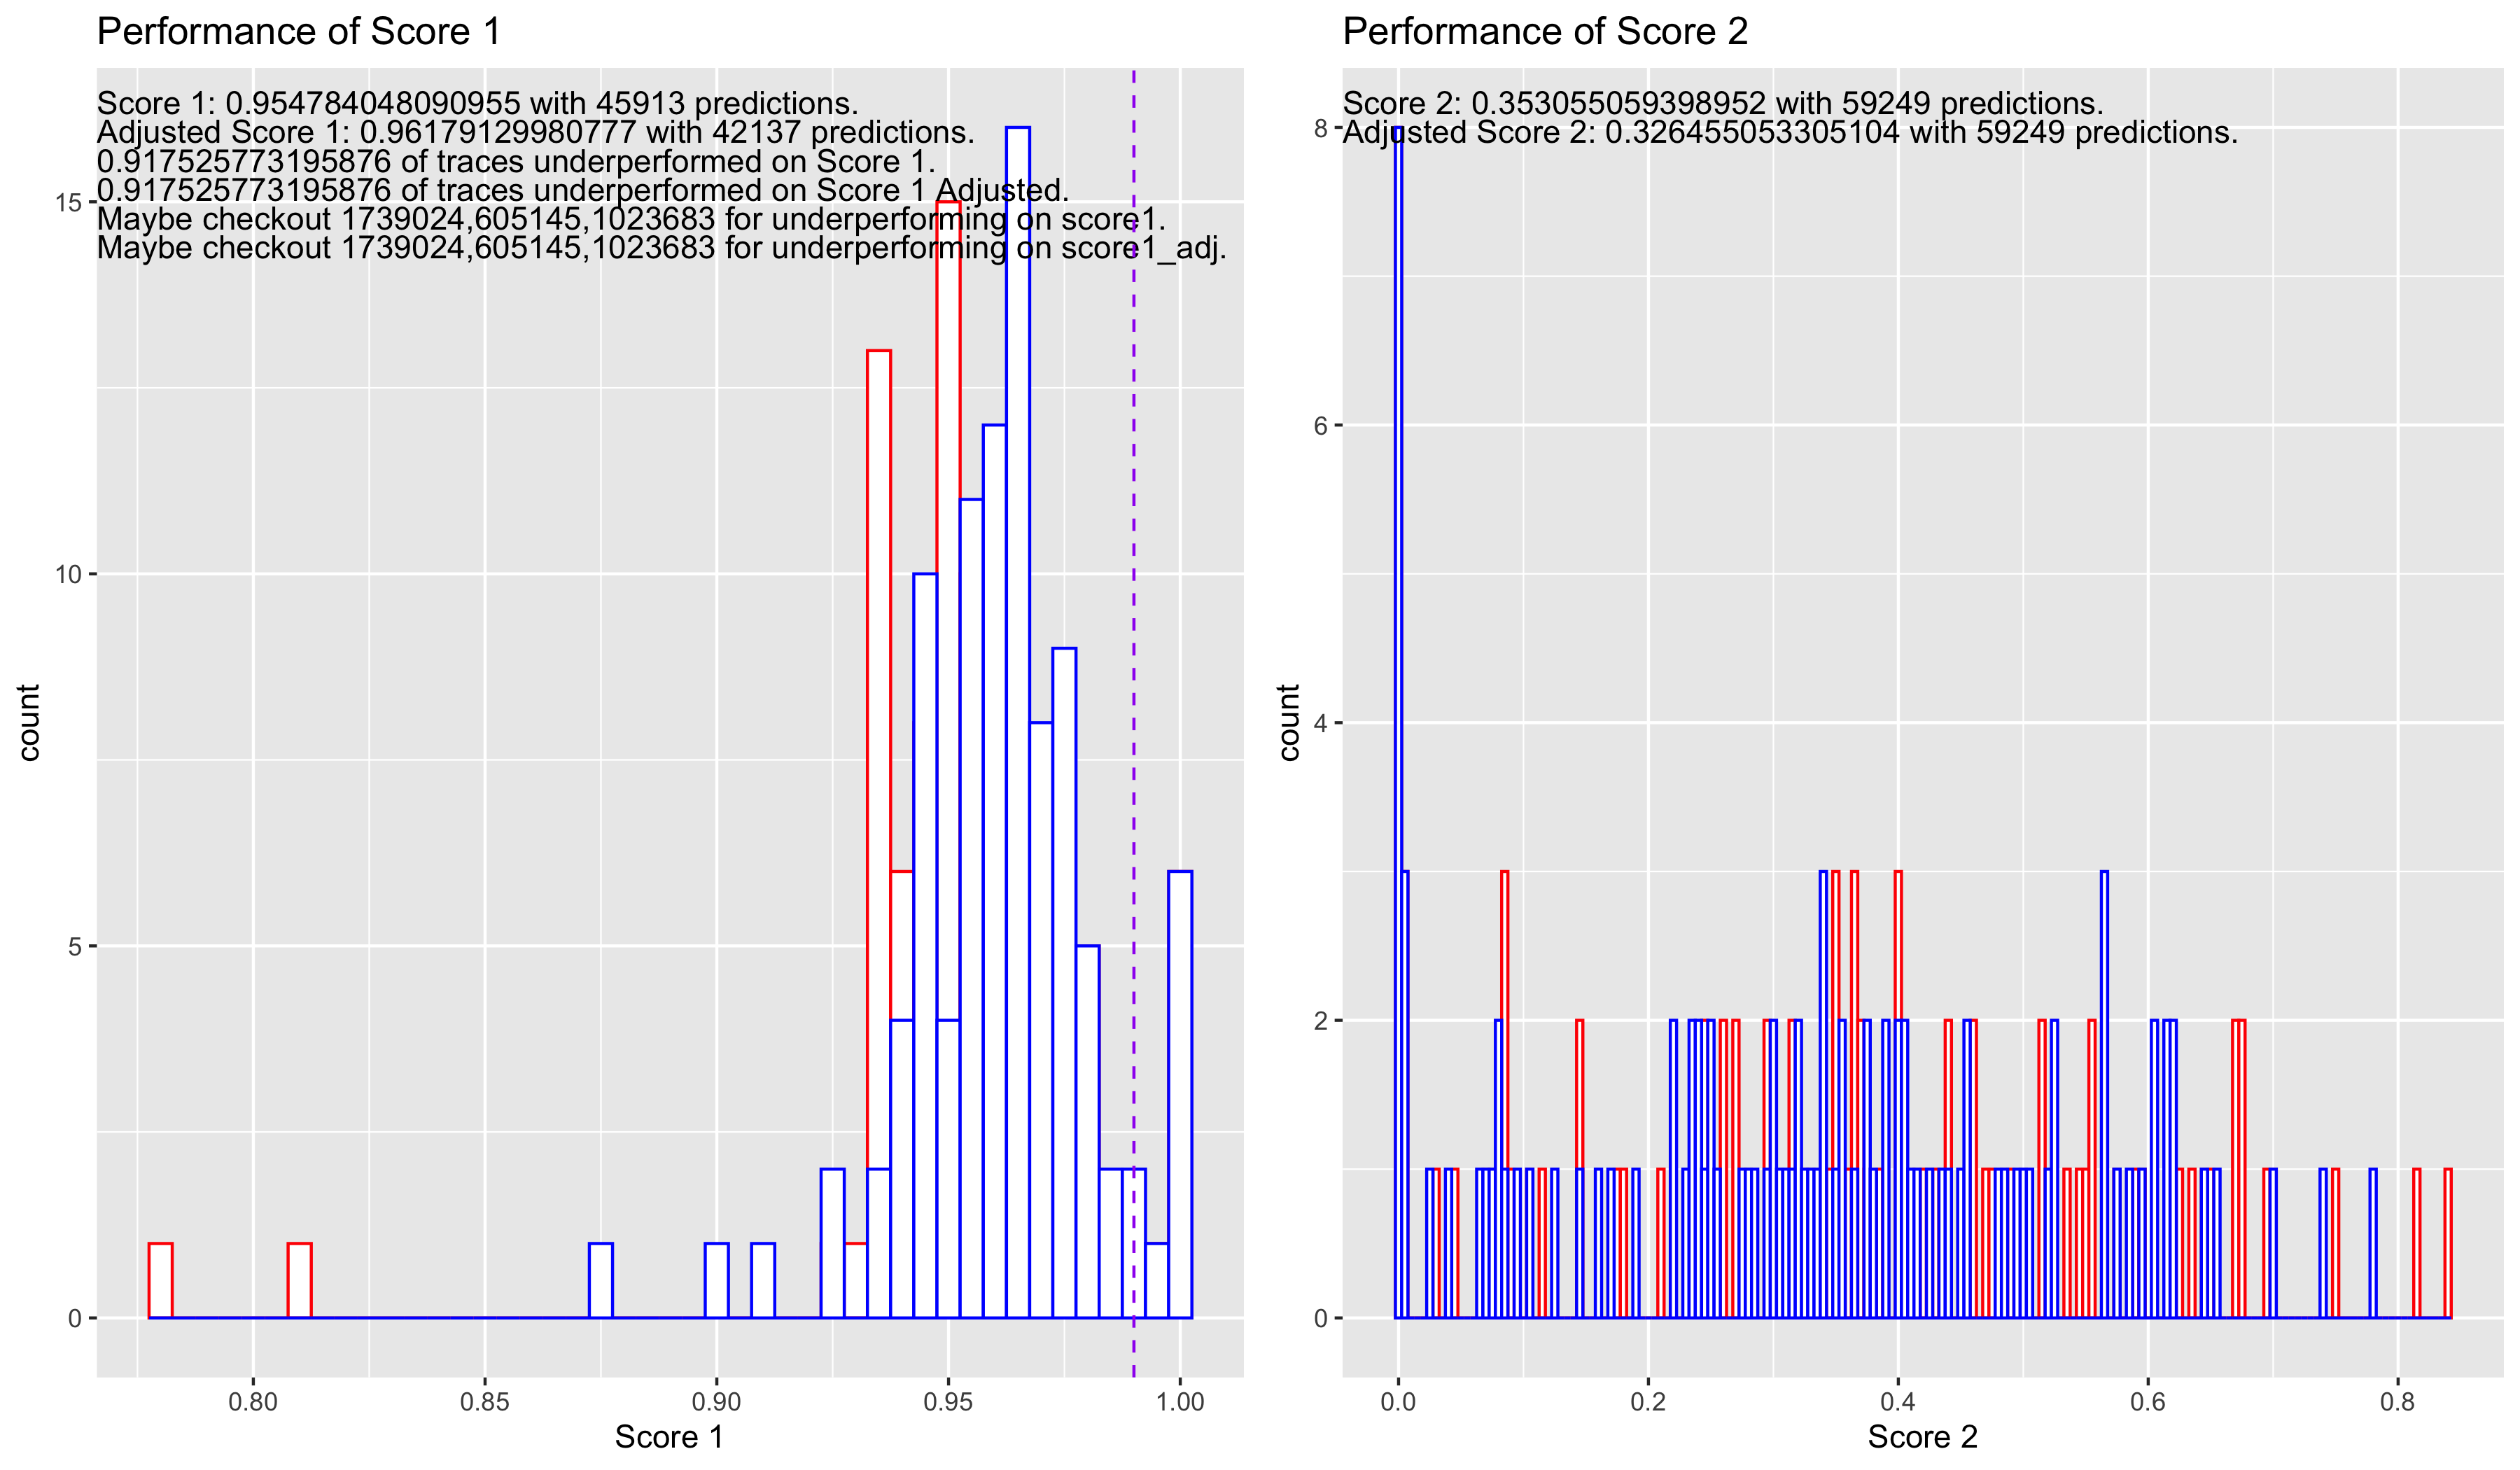 Performance of Score 1
Score 1: 0.954784048090955 with 45913 predictions.
Adjusted Score 1: 0.96179129980777 with 42137 predictions.
0.917525773195876 of traces underperformed on Score 1.
0.917525773195876 of traces underperformed on Score 1 Adjusted.
Maybe checkout 1739024,605145,1023683 for underperforming on score1.
Maybe checkout 1739024,605145,1023683 for underperforming on score1_adj.
15
10
5
0
count
0.80 0.85 0.90 0.95 1.00
Score 1
Performance of Score 2
Score 2: 0.353055059398952 with 59249 predictions.
Adjusted Score 2: 0.326455053305104 with 59249 predictions.
8
6
4
2
0
count
0.0 0.2 0.4 0.6 0.8
Score 2